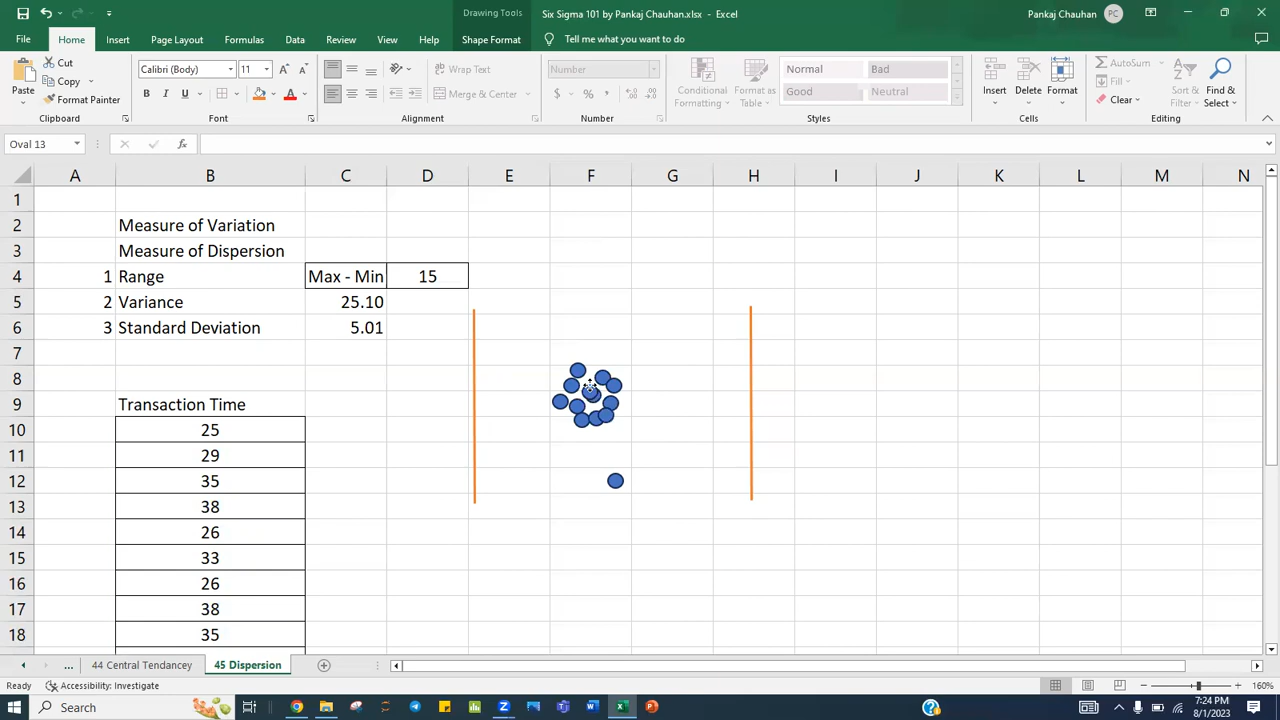 Drawing Tools
Six Sigma 101 by Pankaj Chauhan.xlsx - Excel
Pankaj Chauhan
PC
File
Home
Insert
Page Layout
Formulas
Data
Review
View
Help
Shape Format
Tell me what you want to do
Paste
Cut
Copy
Format Painter
Clipboard
Calibri (Body)
11
B I U
Font
Wrap Text
Merge & Center
Alignment
Number
$ % ,
Number
Conditional Formatting
Format as Table
Normal
Bad
Good
Neutral
Styles
Insert
Delete
Format
Cells
AutoSum
Fill
Clear
Sort & Filter
Find & Select
Editing
Oval 13
fx
A B C D E F G H I J K L M N
1
2 Measure of Variation
3 Measure of Dispersion
4 1 Range Max - Min 15
5 2 Variance 25.10
6 3 Standard Deviation 5.01
7
8
9 Transaction Time
10 25
11 29
12 35
13 38
14 26
15 33
16 26
17 38
18 35
...
44 Central Tendancey
45 Dispersion
Ready
Accessibility: Investigate
160%
Search
7:24 PM
8/1/2023